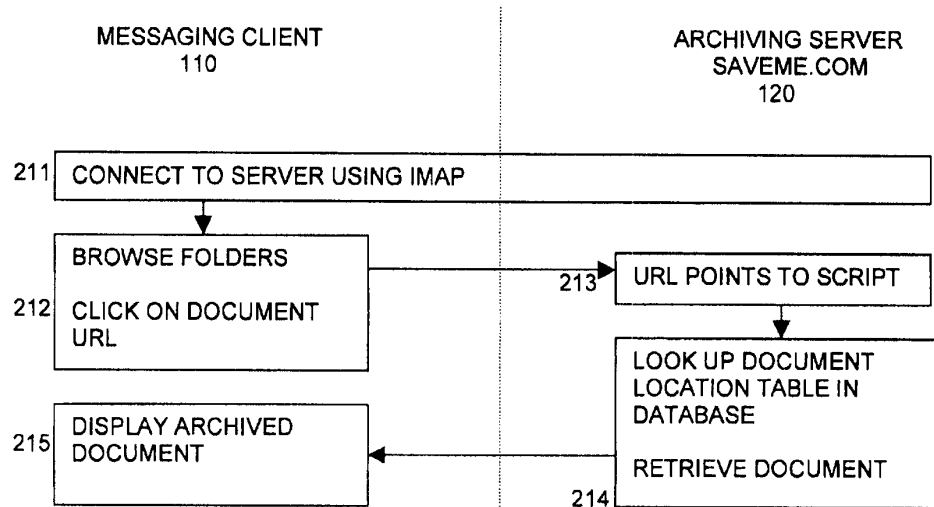 MESSAGING CLIENT
110
ARCHIVING SERVER
SAVEME.COM
120
211
CONNECT TO SERVER USING IMAP
212
BROWSE FOLDERS
CLICK ON DOCUMENT
URL
213
URL POINTS TO SCRIPT
LOOK UP DOCUMENT
LOCATION TABLE IN
DATABASE
RETRIEVE DOCUMENT
214
215
DISPLAY ARCHIVED
DOCUMENT